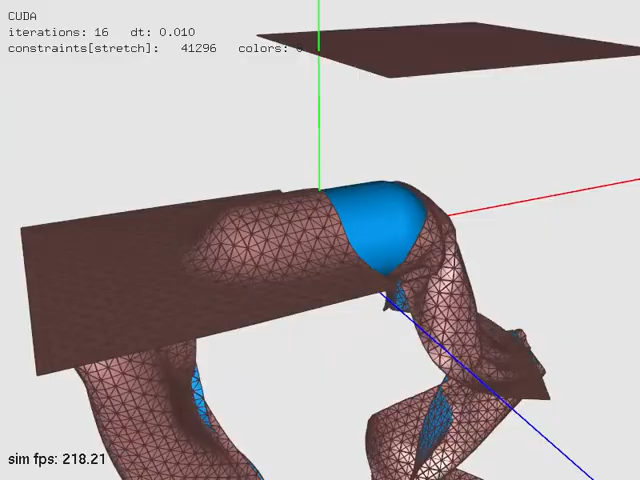 CUDA
iterations: 16 dt: 0.010
constraints[stretch]: 41296 colors:
sim fps: 218.21